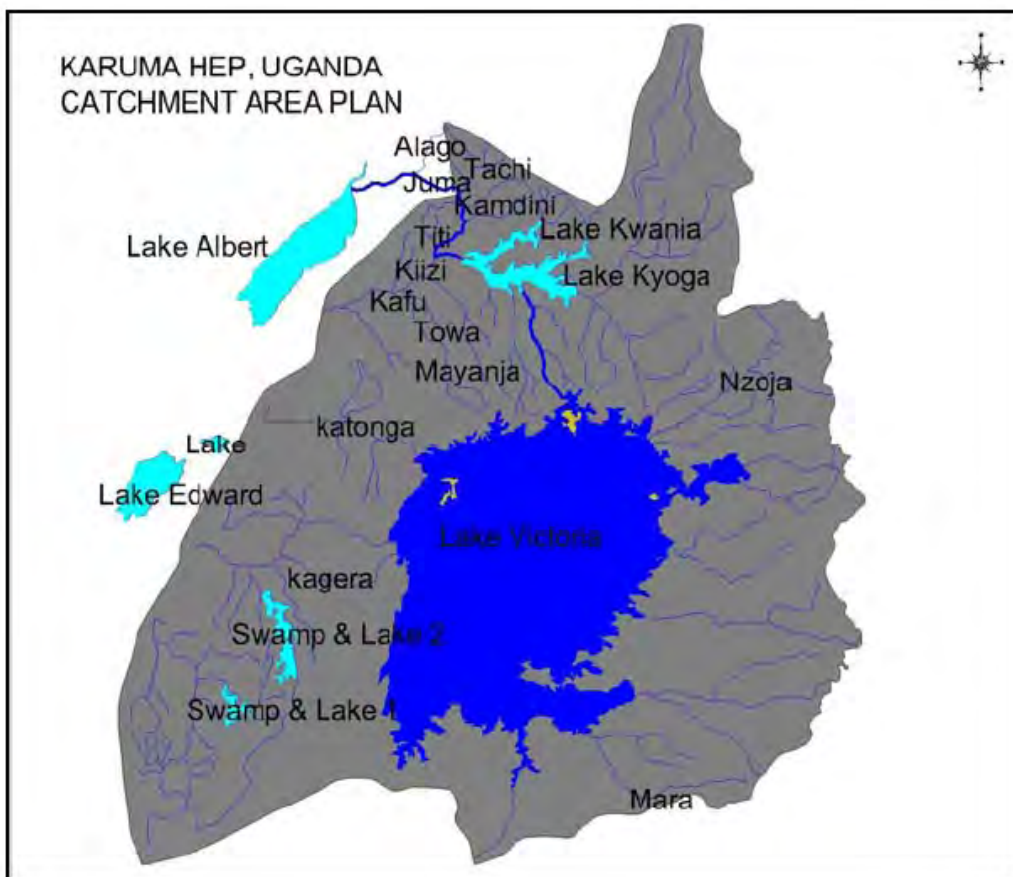 KARUMA HEP, UGANDA
CATCHMENT AREA PLAN
Alago
Tachi
Juma
Kamdini
Lake Albert
Titi
Lake Kwania
Kiizi
Lake Kyoga
Kafu
Towa
Mayanja
Nzoja
katonga
Lake
Lake Edward
Lake Victoria
kagera
Swamp & Lake 2
Swamp & Lake 1
Mara